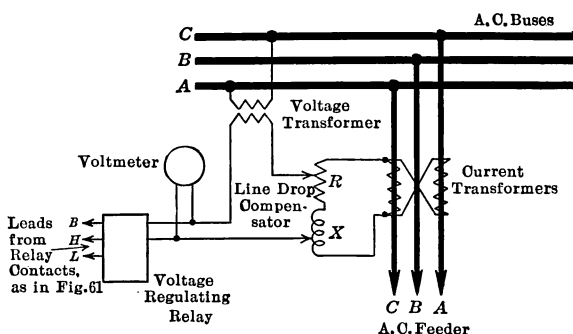 C
A.C. Buses
B
A
Voltage
Transformer
Voltmeter
Line Drop
Compen-
sator
R
X
Current
Transformers
Leads
from
Relay
Contacts,
as in Fig.61
B
H
L
Voltage
Regulating
Relay
C B A
A.C. Feeder